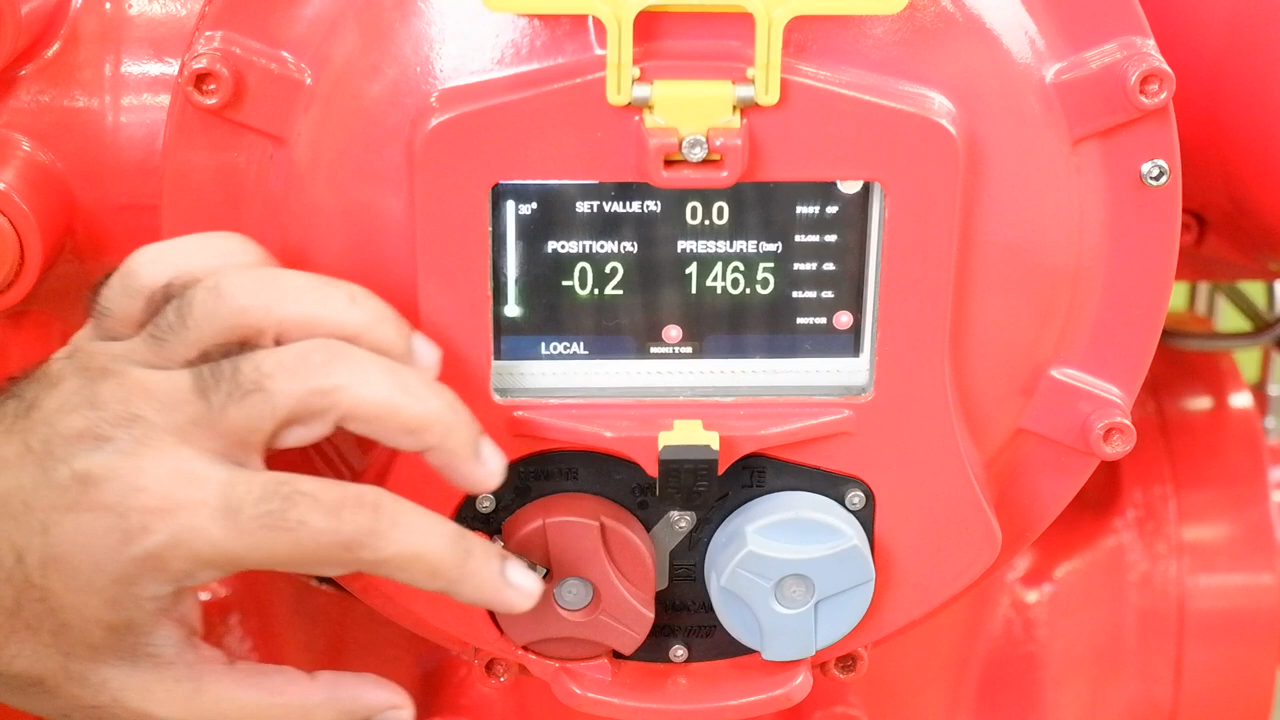 30°
SET VALUE (%) 0.0
FAST OP
SLOW OP
POSITION (%) PRESSURE (bar)
-0.2 146.5
FAST CL
SLOW CL
MOTOR
LOCAL
MONITOR
REMOTE
LOCAL